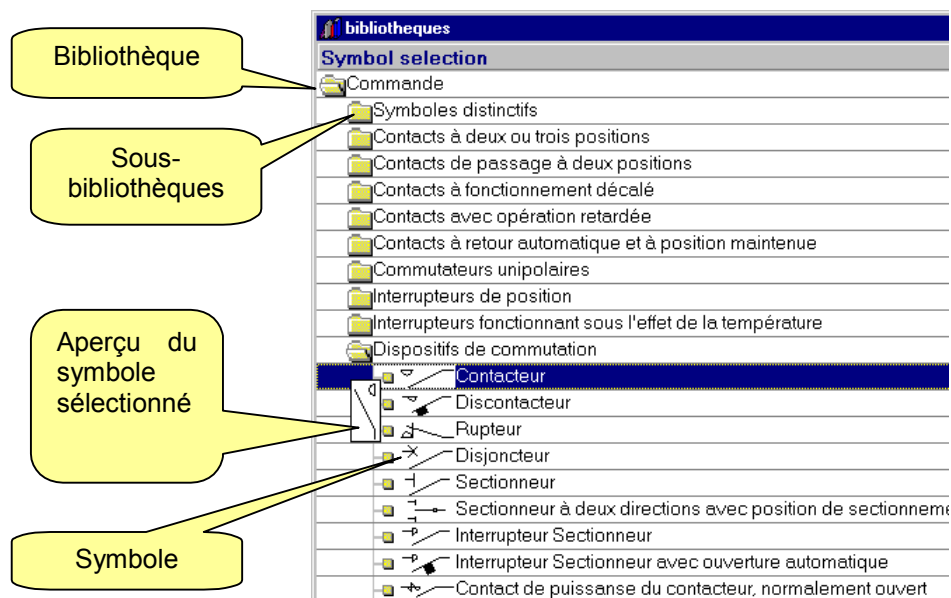 Bibliothèque
Sous-
bibliothèques
Aperçu du
symbole
sélectionné
Symbole
bibliotheques
Symbol selection
Commande
Symboles distinctifs
Contacts à deux ou trois positions
Contacts de passage à deux positions
Contacts à fonctionnement décalé
Contacts avec opération retardée
Contacts à retour automatique et à position maintenue
Commutateurs unipolaires
Interrupteurs de position
Interrupteurs fonctionnant sous l'effet de la température
Dispositifs de commutation
Contacteur
Discontacteur
Rupteur
Disjoncteur
Sectionneur
Sectionneur à deux directions avec position de sectionneme
Interrupteur Sectionneur
Interrupteur Sectionneur avec ouverture automatique
Contact de puissanse du contacteur, normalement ouvert